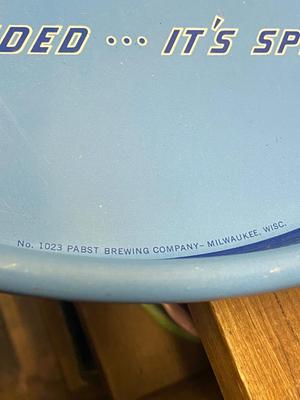 DED ••• IT'S SP
No. 1023 PABST BREWING COMPANY– MILWAUKEE, WISC.